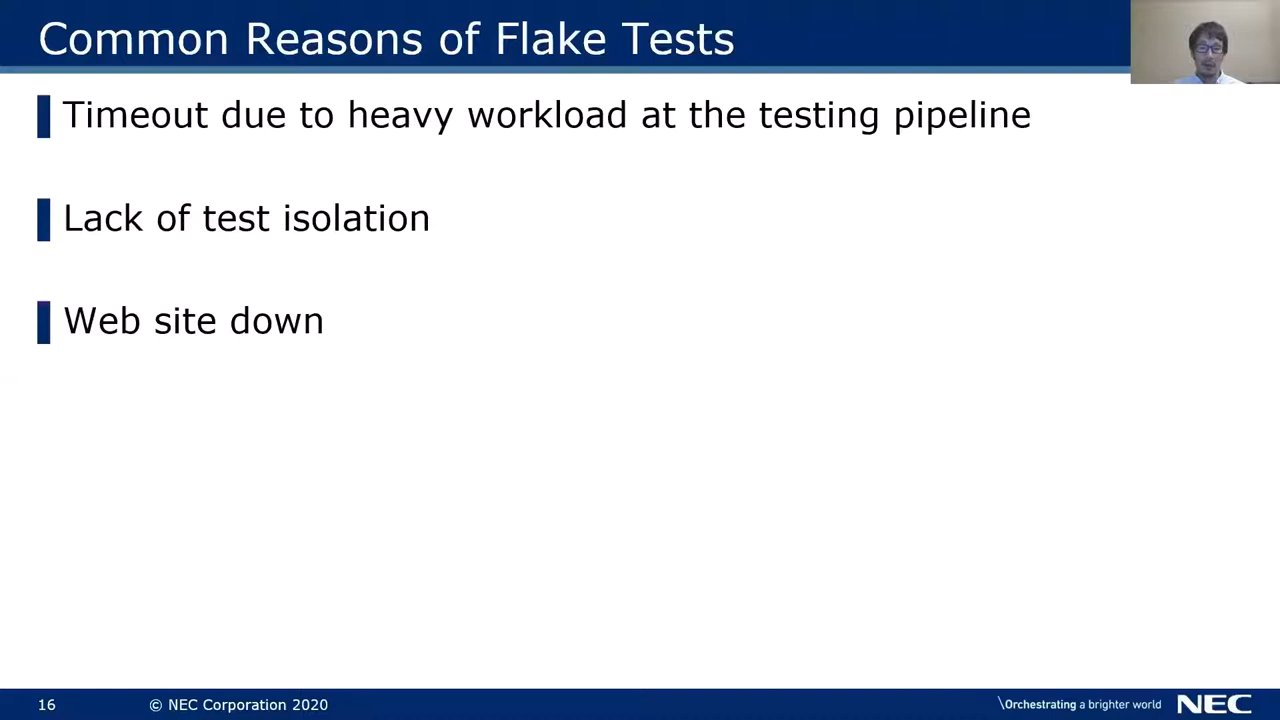 Common Reasons of Flake Tests
Timeout due to heavy workload at the testing pipeline
Lack of test isolation
Web site down
16
© NEC Corporation 2020
\Orchestrating a brighter world
NEC